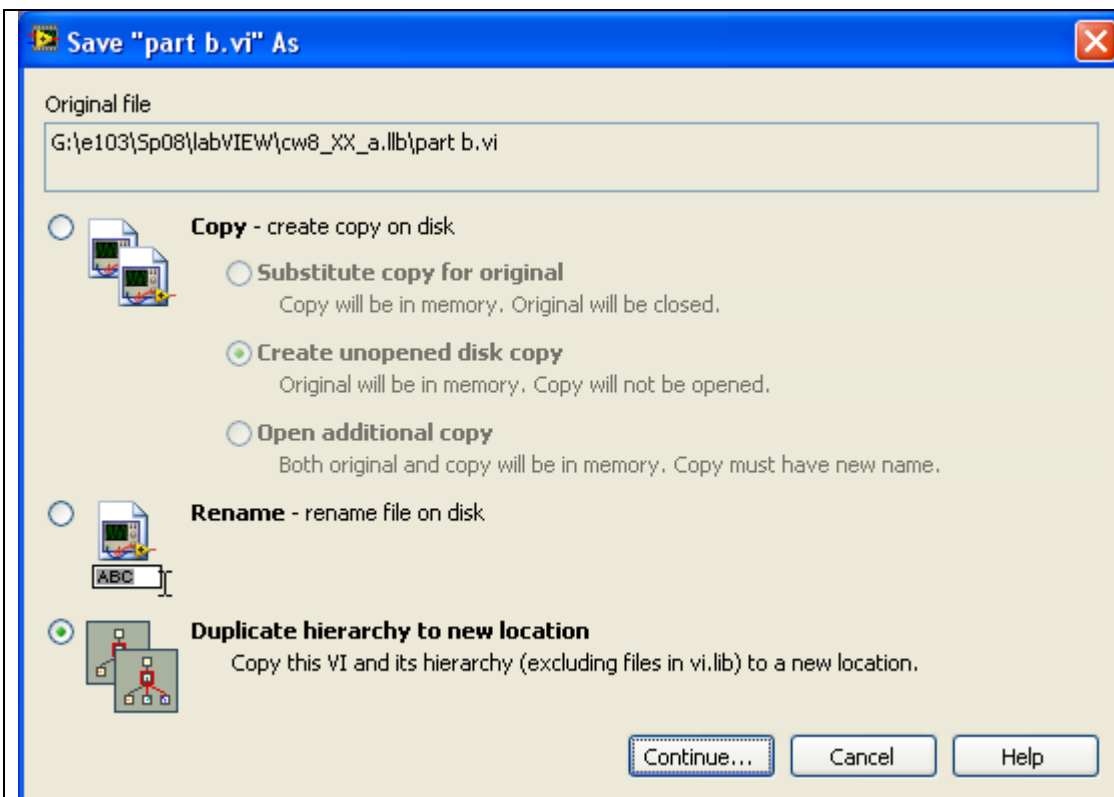 Save "part b.vi" As
Original file
G:\e103\Sp08\labVIEW\cw8_XX_a.llb\part b.vi
Copy - create copy on disk
Substitute copy for original
Copy will be in memory. Original will be closed.
Create unopened disk copy
Original will be in memory. Copy will not be opened.
Open additional copy
Both original and copy will be in memory. Copy must have new name.
Rename - rename file on disk
ABC
Duplicate hierarchy to new location
Copy this VI and its hierarchy (excluding files in vi.lib) to a new location.
Continue... Cancel Help